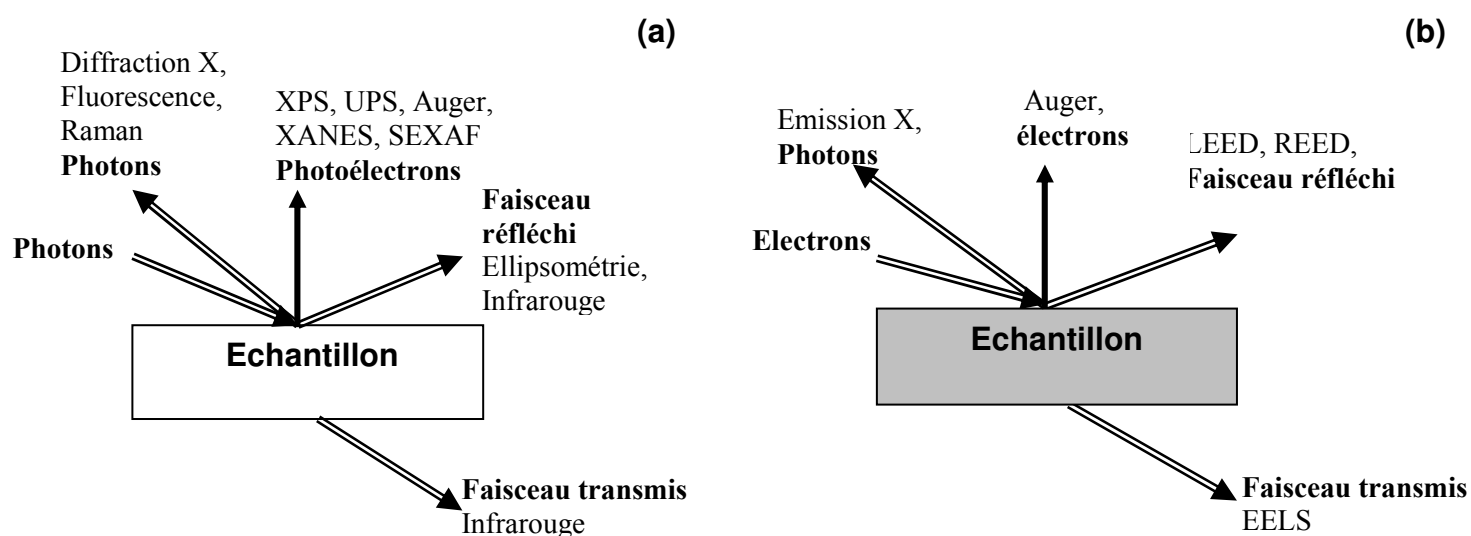 (a)
Diffraction X,
Fluorescence,
Raman
Photons
XPS, UPS, Auger,
XANES, SEXAF
Photoélectrons
Faisceau
réfléchi
Ellipsométrie,
Infrarouge
Photons
Echantillon
Faisceau transmis
Infrarouge
(b)
Emission X,
Photons
Auger,
électrons
LEED, REED,
Faisceau réfléchi
Electrons
Echantillon
Faisceau transmis
EELS